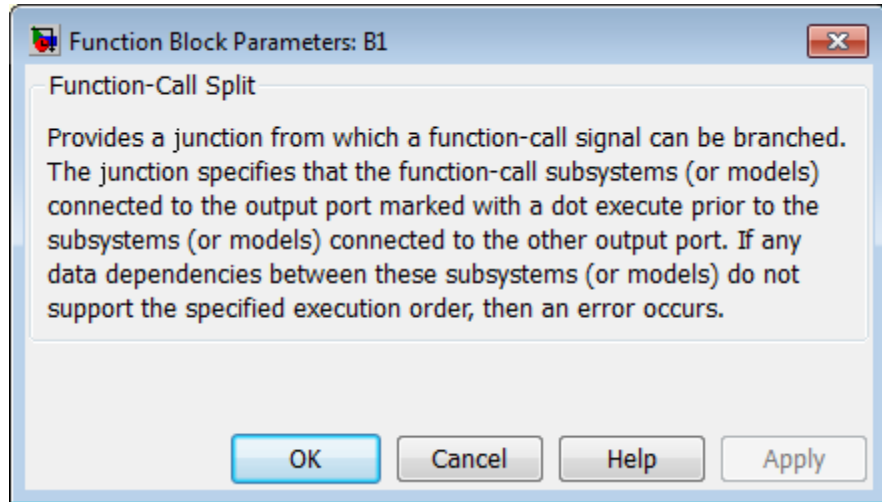 Function Block Parameters: B1
Function-Call Split
Provides a junction from which a function-call signal can be branched.
The junction specifies that the function-call subsystems (or models)
connected to the output port marked with a dot execute prior to the
subsystems (or models) connected to the other output port. If any
data dependencies between these subsystems (or models) do not
support the specified execution order, then an error occurs.
OK Cancel Help Apply